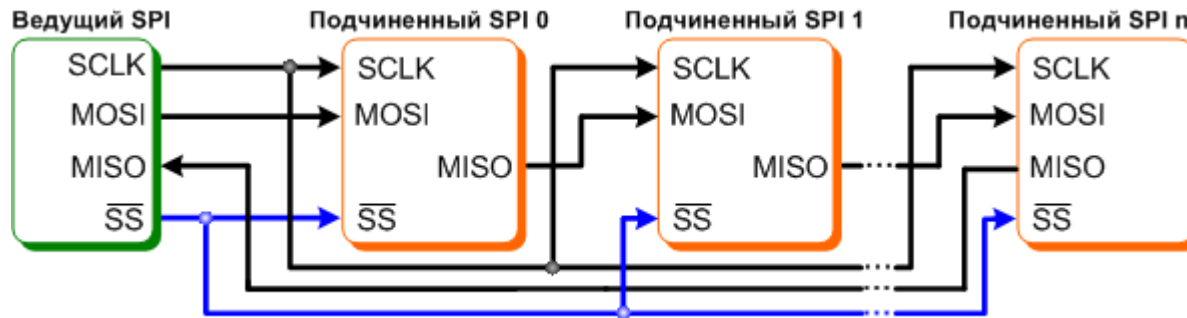 Ведущий SPI
Подчиненный SPI 0
Подчиненный SPI 1
Подчиненный SPI n
SCLK
MOSI
MISO
SS
SCLK
MOSI
MISO
SS
SCLK
MOSI
MISO
SS
SCLK
MOSI
MISO
SS